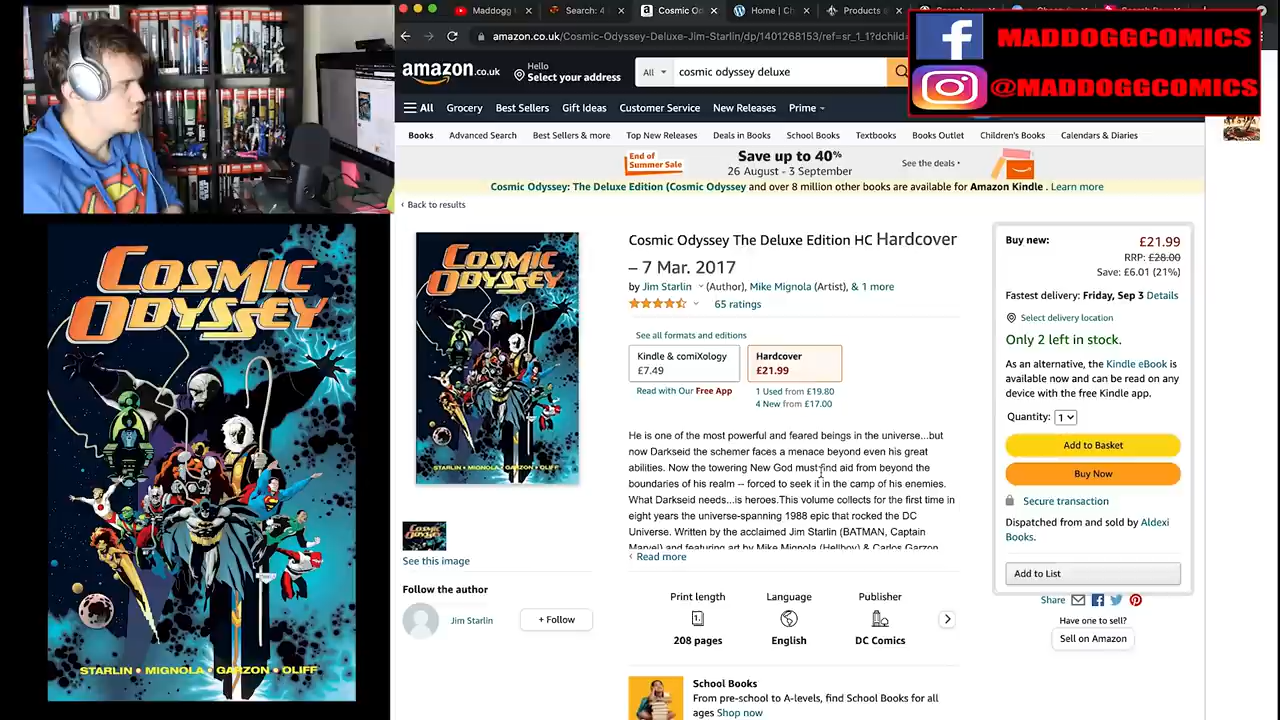 MADDOGGCOMICS
@MADDOGGCOMICS
Maddogg
amazon.co.uk/Cosmic-Odyssey-Deluxe-Jim-Starlin/dp/1401268153/ref=sr_1_1?dchild
amazon.co.uk
Hello
Select your address
All
cosmic odyssey deluxe
All Grocery Best Sellers Gift Ideas Customer Service New Releases Prime
Books Advanced Search Best Sellers & more Top New Releases Deals in Books School Books Textbooks Books Outlet Children's Books Calendars & Diaries
End of
Summer Sale
Save up to 40%
26 August - 3 September
See the deals
Cosmic Odyssey: The Deluxe Edition (Cosmic Odyssey and over 8 million other books are available for Amazon Kindle . Learn more
‹ Back to results
COSMIC
ODYSSEY
STARLIN • MIGNOLA • GARZON • OLIFF
COSMIC
ODYSSEY
STARLIN • MIGNOLA • GARZON • OLIFF
See this image
Follow the author
Jim Starlin
+ Follow
Cosmic Odyssey The Deluxe Edition HC Hardcover
– 7 Mar. 2017
by Jim Starlin (Author), Mike Mignola (Artist), & 1 more
65 ratings
See all formats and editions
Kindle & comiXology
£7.49
Read with Our Free App
Hardcover
£21.99
1 Used from £19.80
4 New from £17.00
He is one of the most powerful and feared beings in the universe...but
now Darkseid the schemer faces a menace beyond even his great
abilities. Now the towering New God must find aid from beyond the
boundaries of his realm -- forced to seek it in the camp of his enemies.
What Darkseid needs...is heroes.This volume collects for the first time in
eight years the universe-spanning 1988 epic that rocked the DC
Universe. Written by the acclaimed Jim Starlin (BATMAN, Captain
Marvel) and featuring art by Mike Mignola (Hellboy) & Carlos Garzon
Read more
Print length
208 pages
Language
English
Publisher
DC Comics
School Books
From pre-school to A-levels, find School Books for all
ages Shop now
Buy new:
£21.99
RRP: £28.00
Save: £6.01 (21%)
Fastest delivery: Friday, Sep 3 Details
Select delivery location
Only 2 left in stock.
As an alternative, the Kindle eBook is
available now and can be read on any
device with the free Kindle app.
Quantity: 1
Add to Basket
Buy Now
Secure transaction
Dispatched from and sold by Aldexi
Books.
Add to List
Share
Have one to sell?
Sell on Amazon